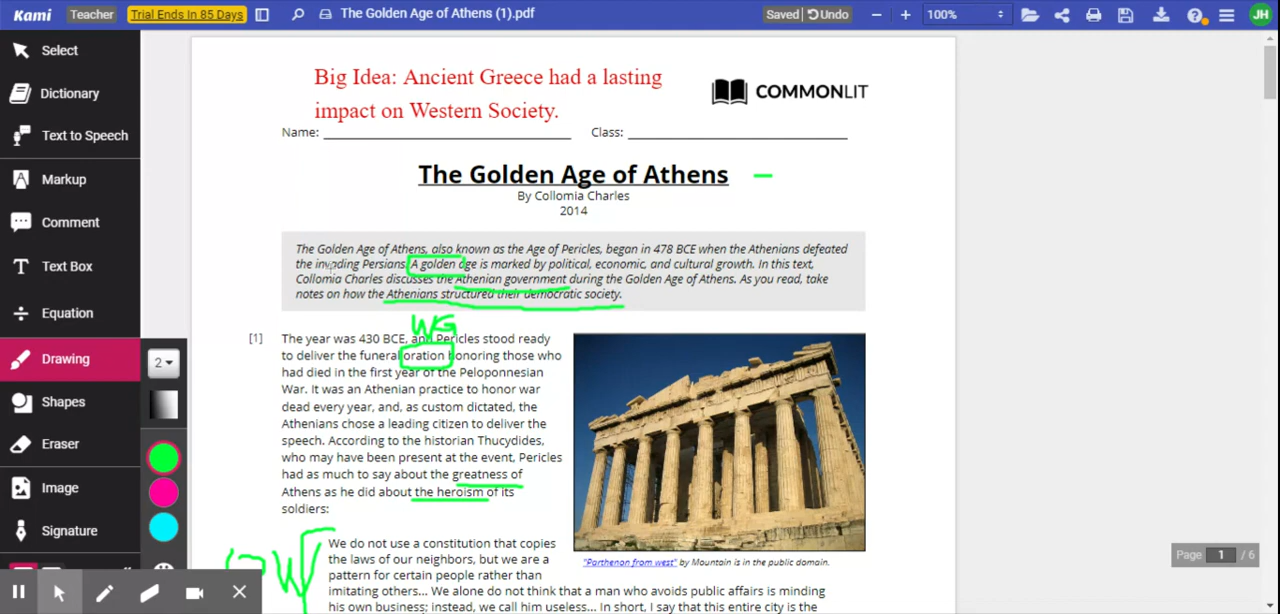 Kami Teacher Trial Ends In 85 Days The Golden Age of Athens (1).pdf Saved Undo 100% JH
Select
Dictionary
Text to Speech
Markup
Comment
Text Box
Equation
Drawing
2
Shapes
Eraser
Image
Signature
Big Idea: Ancient Greece had a lasting
impact on Western Society.
COMMONLIT
Name: Class:
The Golden Age of Athens
By Collomia Charles
2014
The Golden Age of Athens, also known as the Age of Pericles, began in 478 BCE when the Athenians defeated
the invading Persians. A golden age is marked by political, economic, and cultural growth. In this text,
Collomia Charles discusses the Athenian government during the Golden Age of Athens. As you read, take
notes on how the Athenians structured their democratic society.
WG
[1] The year was 430 BCE, and Pericles stood ready
to deliver the funeral oration honoring those who
had died in the first year of the Peloponnesian
War. It was an Athenian practice to honor war
dead every year, and, as custom dictated, the
Athenians chose a leading citizen to deliver the
speech. According to the historian Thucydides,
who may have been present at the event, Pericles
had as much to say about the greatness of
Athens as he did about the heroism of its
soldiers:
We do not use a constitution that copies
the laws of our neighbors, but we are a
pattern for certain people rather than
imitating others... We alone do not think that a man who avoids public affairs is minding
his own business; instead, we call him useless... In short, I say that this entire city is the
"Parthenon from west" by Mountain is in the public domain.
Page 1 / 6